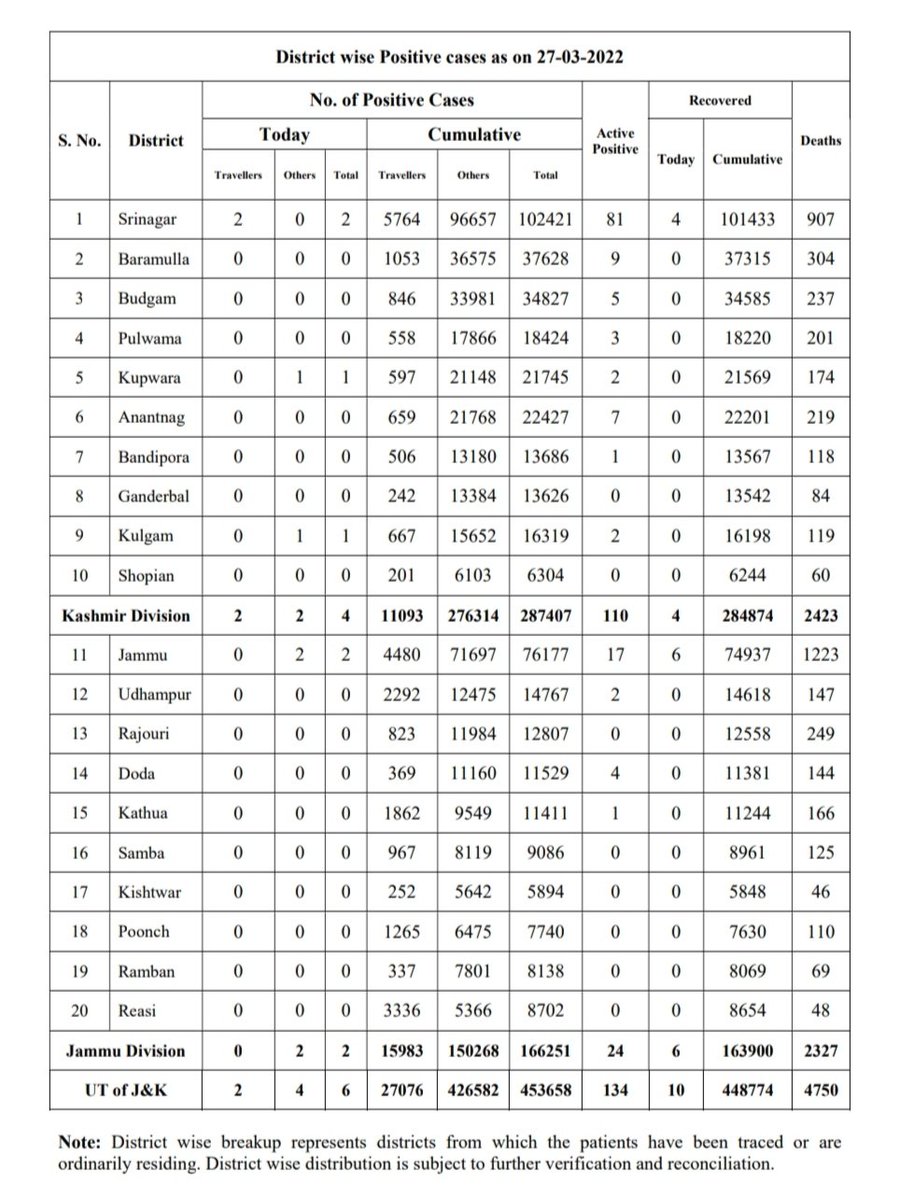 District wise Positive cases as on 27-03-2022
S. No. District No. of Positive Cases Active Positive Recovered Deaths
Today Cumulative Today Cumulative
Travellers Others Total Travellers Others Total
1 Srinagar 2 0 2 5764 96657 102421 81 4 101433 907
2 Baramulla 0 0 0 1053 36575 37628 9 0 37315 304
3 Budgam 0 0 0 846 33981 34827 5 0 34585 237
4 Pulwama 0 0 0 558 17866 18424 3 0 18220 201
5 Kupwara 0 1 1 597 21148 21745 2 0 21569 174
6 Anantnag 0 0 0 659 21768 22427 7 0 22201 219
7 Bandipora 0 0 0 506 13180 13686 1 0 13567 118
8 Ganderbal 0 0 0 242 13384 13626 0 0 13542 84
9 Kulgam 0 1 1 667 15652 16319 2 0 16198 119
10 Shopian 0 0 0 201 6103 6304 0 0 6244 60
Kashmir Division 2 2 4 11093 276314 287407 110 4 284874 2423
11 Jammu 0 2 2 4480 71697 76177 17 6 74937 1223
12 Udhampur 0 0 0 2292 12475 14767 2 0 14618 147
13 Rajouri 0 0 0 823 11984 12807 0 0 12558 249
14 Doda 0 0 0 369 11160 11529 4 0 11381 144
15 Kathua 0 0 0 1862 9549 11411 1 0 11244 166
16 Samba 0 0 0 967 8119 9086 0 0 8961 125
17 Kishtwar 0 0 0 252 5642 5894 0 0 5848 46
18 Poonch 0 0 0 1265 6475 7740 0 0 7630 110
19 Ramban 0 0 0 337 7801 8138 0 0 8069 69
20 Reasi 0 0 0 3336 5366 8702 0 0 8654 48
Jammu Division 0 2 2 15983 150268 166251 24 6 163900 2327
UT of J&K 2 4 6 27076 426582 453658 134 10 448774 4750
Note: District wise breakup represents districts from which the patients have been traced or are
ordinarily residing. District wise distribution is subject to further verification and reconciliation.